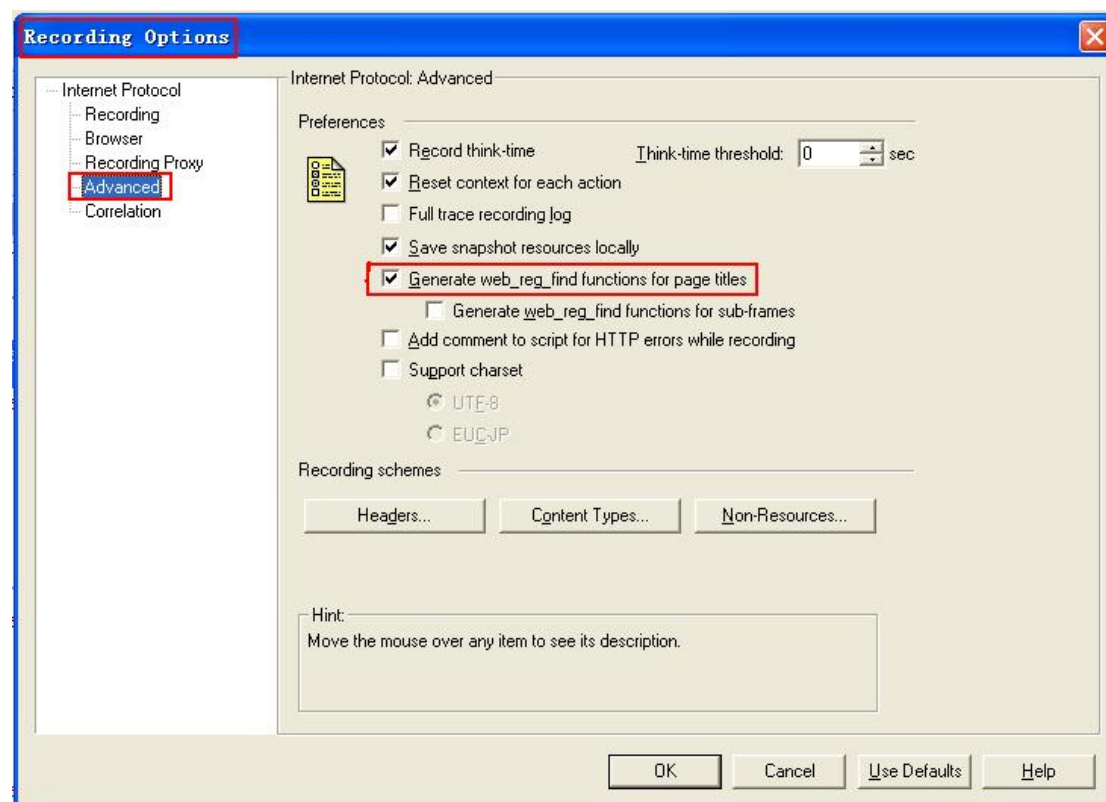 Recording Options
Internet Protocol
Recording
Browser
Recording Proxy
Advanced
Correlation
Internet Protocol: Advanced
Preferences
Record think-time Think-time threshold: 0 sec
Reset context for each action
Full trace recording log
Save snapshot resources locally
Generate web_reg_find functions for page titles
Generate web_reg_find functions for sub-frames
Add comment to script for HTTP errors while recording
Support charset
UTF-8
EUC-JP
Recording schemes
Headers... Content Types... Non-Resources...
Hint:
Move the mouse over any item to see its description.
OK Cancel Use Defaults Help